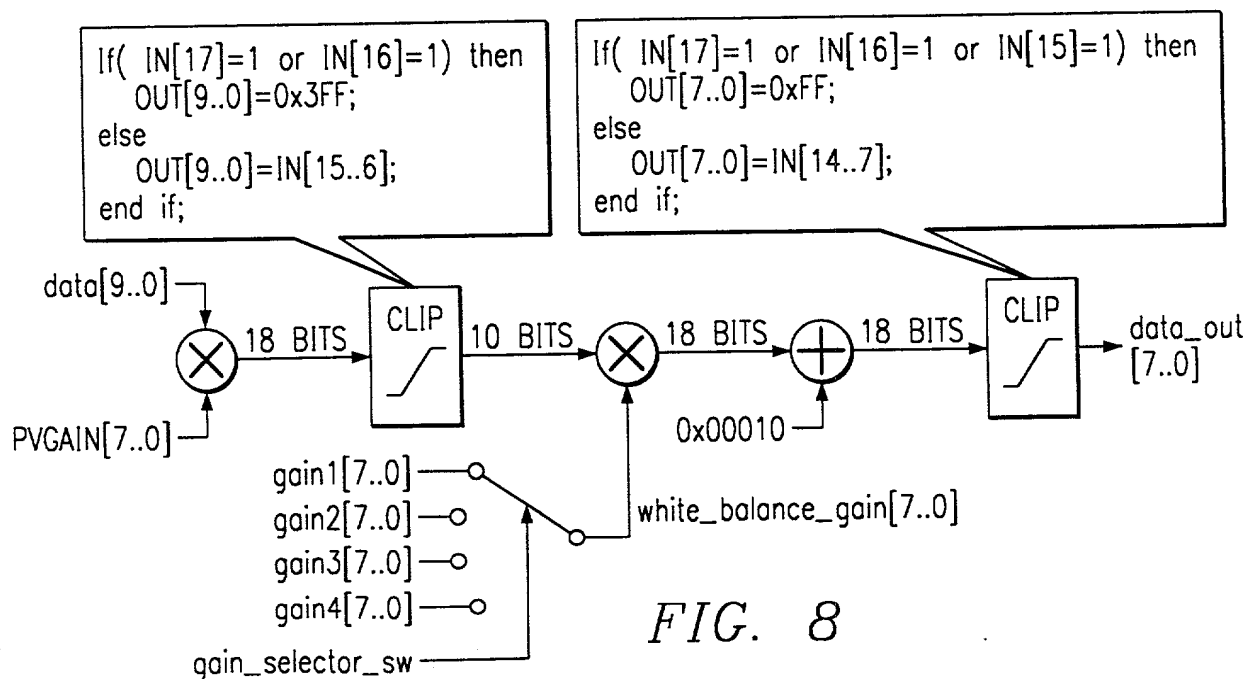 If( IN[17]=1 or IN[16]=1) then
OUT[9..0]=0x3FF;
else
OUT[9..0]=IN[15..6];
end if;
If( IN[17]=1 or IN[16]=1 or IN[15]=1) then
OUT[7..0]=0xFF;
else
OUT[7..0]=IN[14..7];
end if;
data[9..0]
18 BITS
CLIP
10 BITS
18 BITS
18 BITS
CLIP
data_out
[7..0]
PVGAIN[7..0]
0x00010
gain1[7..0]
gain2[7..0]
gain3[7..0]
gain4[7..0]
white_balance_gain[7..0]
gain_selector_sw
FIG. 8